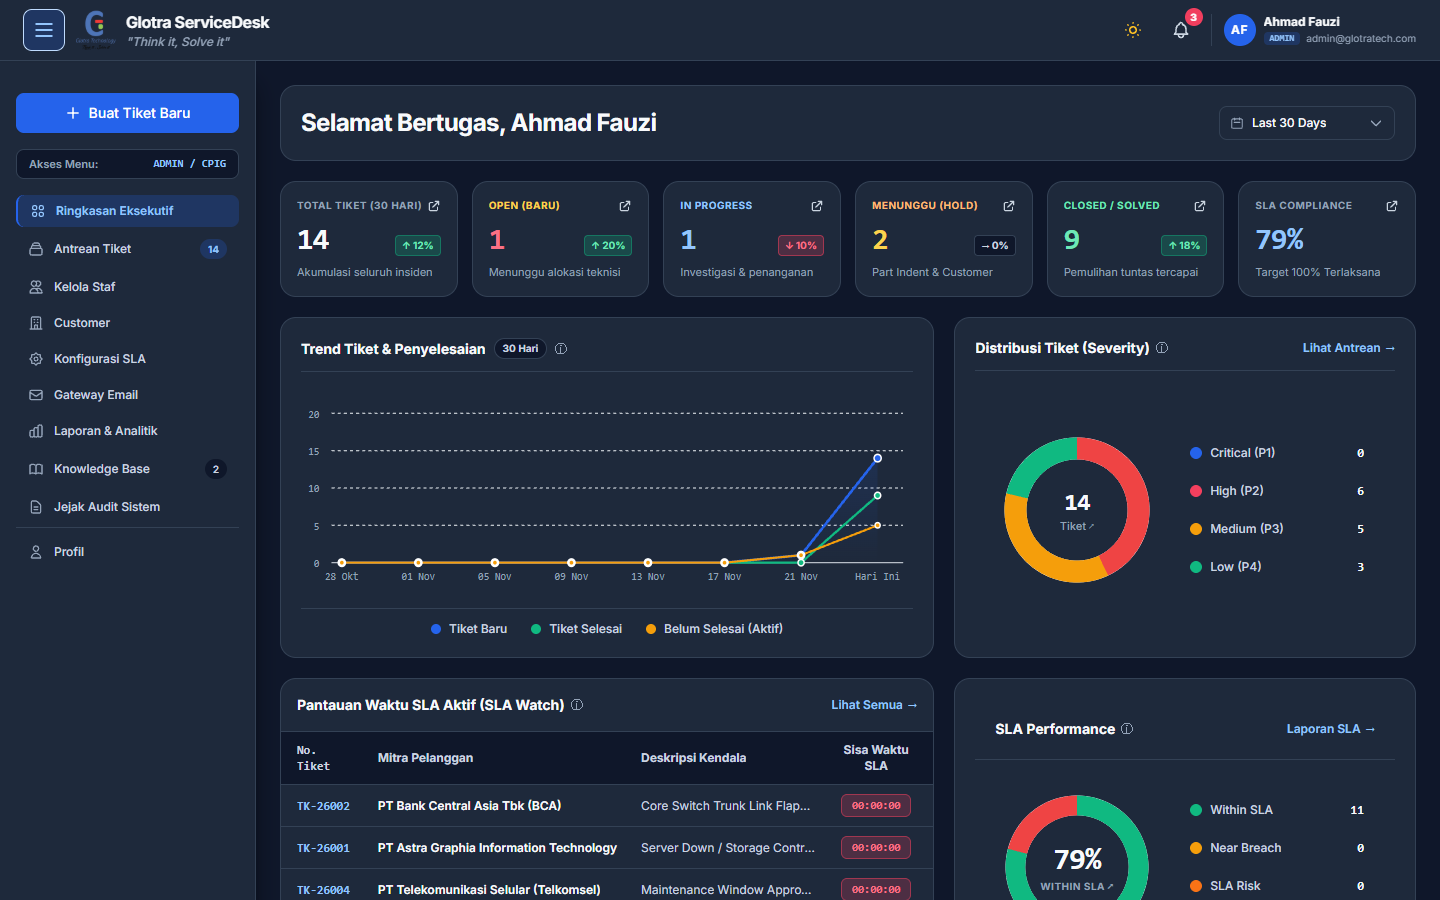 Glotra ServiceDesk
"Think it, Solve it"
3
AF
Ahmad Fauzi
ADMIN admin@glotratech.com
Buat Tiket Baru
Akses Menu: ADMIN / CPIG
Ringkasan Eksekutif
Antrean Tiket 14
Kelola Staf
Customer
Konfigurasi SLA
Gateway Email
Laporan & Analitik
Knowledge Base 2
Jejak Audit Sistem
Profil
Selamat Bertugas, Ahmad Fauzi
Last 30 Days
TOTAL TIKET (30 HARI)
14 ↑ 12%
Akumulasi seluruh insiden
OPEN (BARU)
1 ↑ 20%
Menunggu alokasi teknisi
IN PROGRESS
1 ↓ 10%
Investigasi & penanganan
MENUNGGU (HOLD)
2 → 0%
Part Indent & Customer
CLOSED / SOLVED
9 ↑ 18%
Pemulihan tuntas tercapai
SLA COMPLIANCE
79%
Target 100% Terlaksana
Trend Tiket & Penyelesaian 30 Hari
20
15
10
5
0
28 Okt 01 Nov 05 Nov 09 Nov 13 Nov 17 Nov 21 Nov Hari Ini
Tiket Baru Tiket Selesai Belum Selesai (Aktif)
Distribusi Tiket (Severity) Lihat Antrean →
14
Tiket ↗
Critical (P1) 0
High (P2) 6
Medium (P3) 5
Low (P4) 3
Pantauan Waktu SLA Aktif (SLA Watch) Lihat Semua →
No. Tiket Mitra Pelanggan Deskripsi Kendala Sisa Waktu SLA
TK-26002 PT Bank Central Asia Tbk (BCA) Core Switch Trunk Link Flap... 00:00:00
TK-26001 PT Astra Graphia Information Technology Server Down / Storage Contr... 00:00:00
TK-26004 PT Telekomunikasi Selular (Telkomsel) Maintenance Window Appro... 00:00:00
SLA Performance Laporan SLA →
79%
WITHIN SLA ↗
Within SLA 11
Near Breach 0
SLA Risk 0